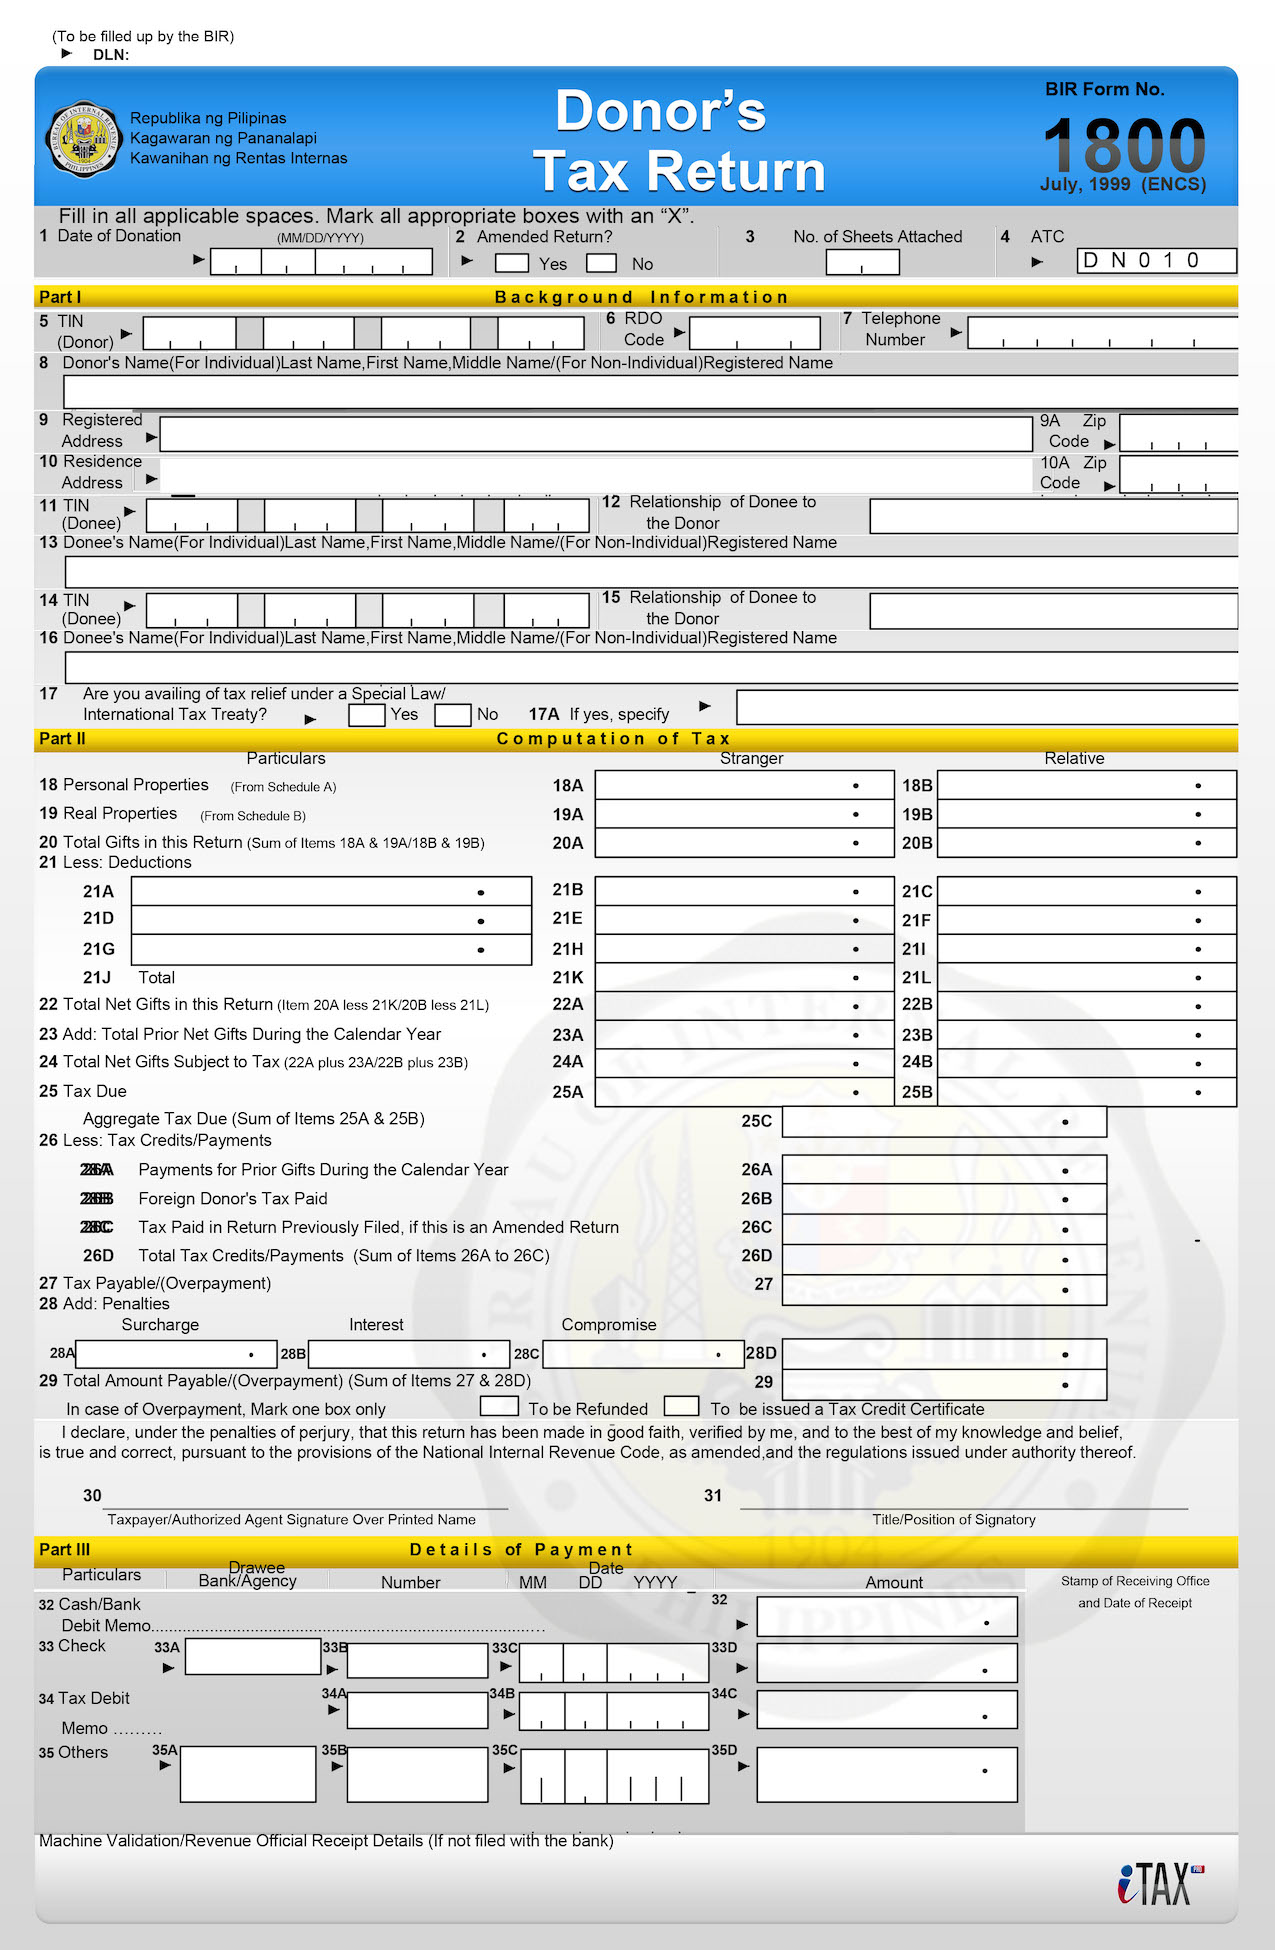 (To be filled up by the BIR)
DLN:
Republika ng Pilipinas
Kagawaran ng Pananalapi
Kawanihan ng Rentas Internas
Donor's
Tax Return
BIR Form No.
1800
July, 1999 (ENCS)
Fill in all applicable spaces. Mark all appropriate boxes with an “X”.
1 Date of Donation (MM/DD/YYYY) 2 Amended Return? Yes No 3 No. of Sheets Attached 4 ATC DN010
Part I Background Information
5 TIN (Donor) 6 RDO Code 7 Telephone Number
8 Donor's Name(For Individual)Last Name,First Name,Middle Name/(For Non-Individual)Registered Name
9 Registered Address 9A Zip Code
10 Residence Address 10A Zip Code
11 TIN (Donee) 12 Relationship of Donee to the Donor
13 Donee's Name(For Individual)Last Name,First Name,Middle Name/(For Non-Individual)Registered Name
14 TIN (Donee) 15 Relationship of Donee to the Donor
16 Donee's Name(For Individual)Last Name,First Name,Middle Name/(For Non-Individual)Registered Name
17 Are you availing of tax relief under a Special Law/
International Tax Treaty? Yes No 17A If yes, specify
Part II Computation of Tax
Particulars Stranger Relative
18 Personal Properties (From Schedule A) 18A 18B
19 Real Properties (From Schedule B) 19A 19B
20 Total Gifts in this Return (Sum of Items 18A & 19A/18B & 19B) 20A 20B
21 Less: Deductions
21A 21B 21C
21D 21E 21F
21G 21H 21I
21J Total 21K 21L
22 Total Net Gifts in this Return (Item 20A less 21K/20B less 21L) 22A 22B
23 Add: Total Prior Net Gifts During the Calendar Year 23A 23B
24 Total Net Gifts Subject to Tax (22A plus 23A/22B plus 23B) 24A 24B
25 Tax Due 25A 25B
Aggregate Tax Due (Sum of Items 25A & 25B) 25C
26 Less: Tax Credits/Payments
Payments for Prior Gifts During the Calendar Year 26A
Foreign Donor's Tax Paid 26B
Tax Paid in Return Previously Filed, if this is an Amended Return 26C
26D Total Tax Credits/Payments (Sum of Items 26A to 26C) 26D
27 Tax Payable/(Overpayment) 27
28 Add: Penalties
Surcharge Interest Compromise
28A 28B 28C 28D
29 Total Amount Payable/(Overpayment) (Sum of Items 27 & 28D) 29
In case of Overpayment, Mark one box only To be Refunded To be issued a Tax Credit Certificate
I declare, under the penalties of perjury, that this return has been made in good faith, verified by me, and to the best of my knowledge and belief,
is true and correct, pursuant to the provisions of the National Internal Revenue Code, as amended,and the regulations issued under authority thereof.
30 31
Taxpayer/Authorized Agent Signature Over Printed Name Title/Position of Signatory
Part III Details of Payment
Particulars Drawee Bank/Agency Number Date MM DD YYYY Amount Stamp of Receiving Office
and Date of Receipt
32 Cash/Bank 32
Debit Memo
33 Check 33A 33B 33C 33D
34 Tax Debit 34A 34B 34C
Memo
35 Others 35A 35B 35C 35D
Machine Validation/Revenue Official Receipt Details (If not filed with the bank)
iTAX PRO
BUREAU OF INTERNAL REVENUE
1904
PHILIPPINES